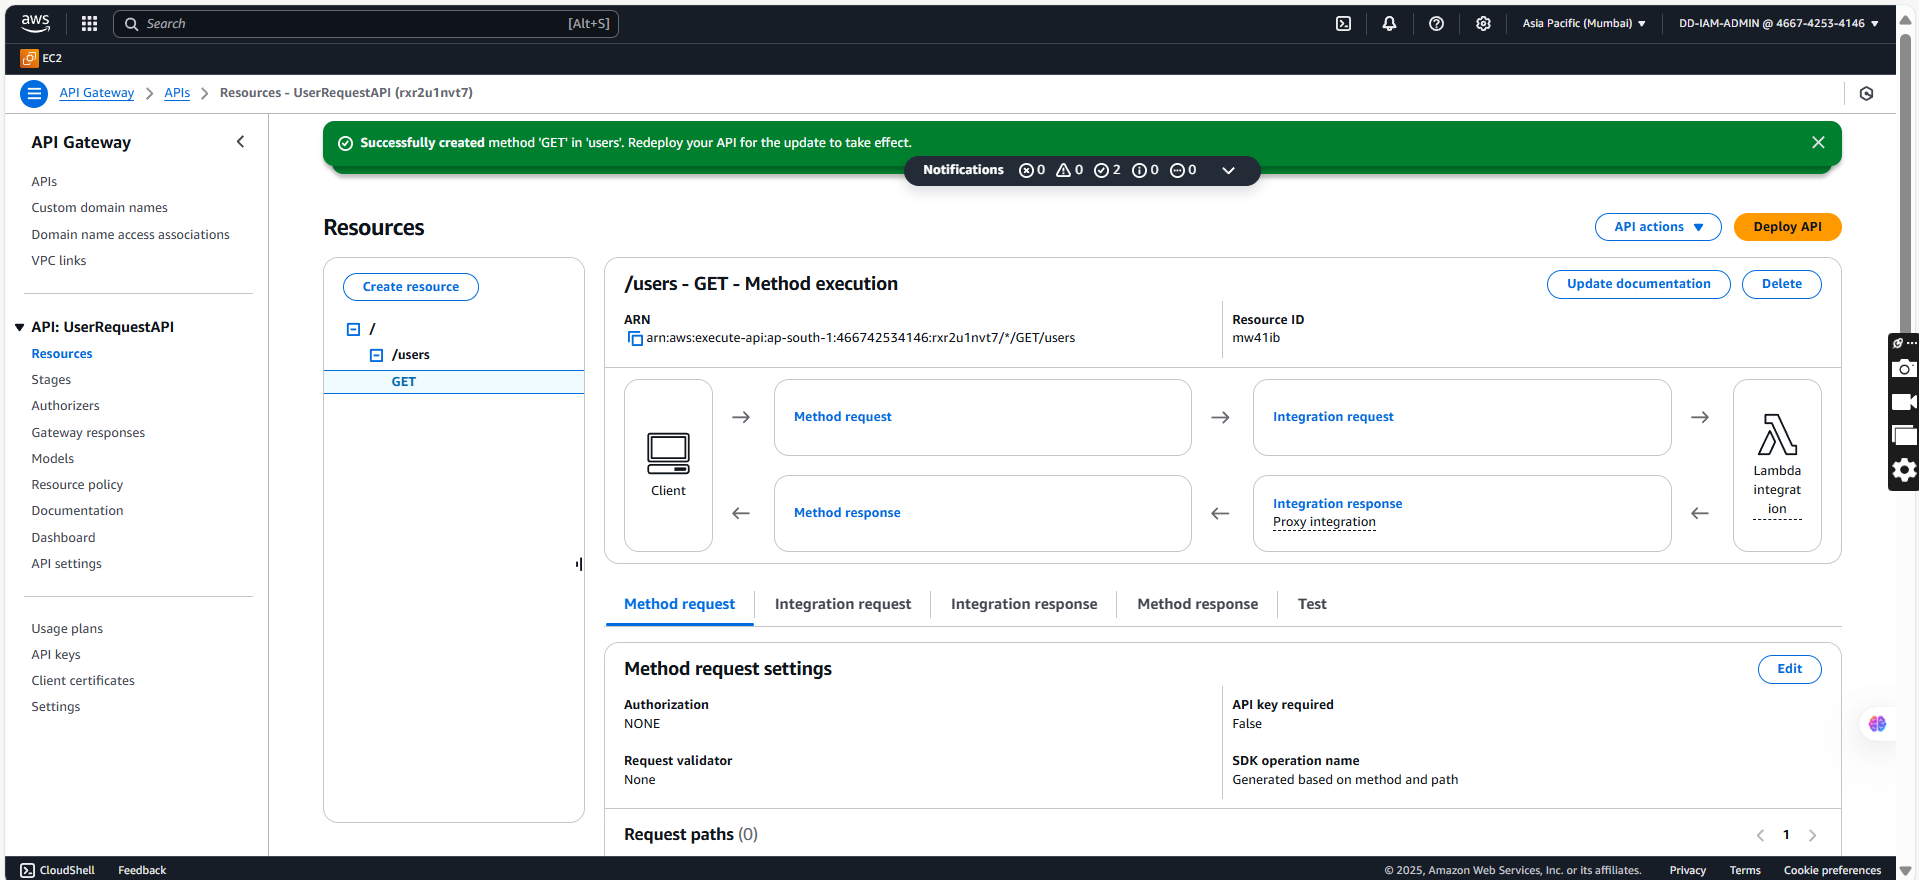 aws
Search [Alt+S]
Asia Pacific (Mumbai) DD-IAM-ADMIN @ 4667-4253-4146
EC2
API Gateway APIs Resources - UserRequestAPI (rxr2u1nvt7)
API Gateway
APIs
Custom domain names
Domain name access associations
VPC links
API: UserRequestAPI
Resources
Stages
Authorizers
Gateway responses
Models
Resource policy
Documentation
Dashboard
API settings
Usage plans
API keys
Client certificates
Settings
Successfully created method 'GET' in 'users'. Redeploy your API for the update to take effect.
Notifications 0 0 2 0 0
Resources
API actions Deploy API
Create resource
/
/users
GET
/users - GET - Method execution
Update documentation Delete
ARN
arn:aws:execute-api:ap-south-1:466742534146:rxr2u1nvt7/*/GET/users
Resource ID
mw41ib
Client
Method request
Integration request
Method response
Integration response
Proxy integration
Lambda
integrat
ion
Method request Integration request Integration response Method response Test
Method request settings
Edit
Authorization
NONE
API key required
False
Request validator
None
SDK operation name
Generated based on method and path
Request paths (0)
1
CloudShell Feedback
© 2025, Amazon Web Services, Inc. or its affiliates. Privacy Terms Cookie preferences